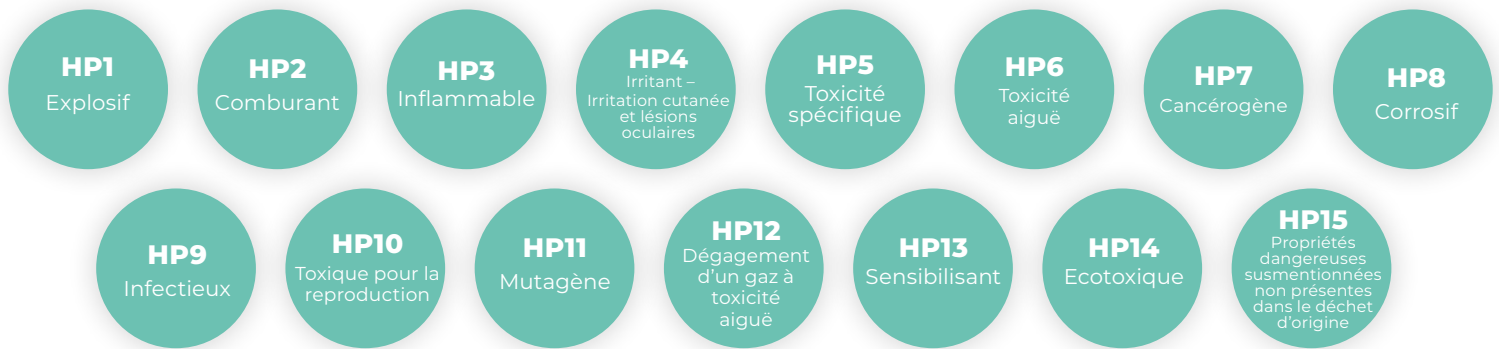 HP1
Explosif
HP2
Comburant
HP3
Inflammable
HP4
Irritant –
Irritation cutanée
et lésions
oculaires
HP5
Toxicité
spécifique
HP6
Toxicité
aiguë
HP7
Cancérogène
HP8
Corrosif
HP9
Infectieux
HP10
Toxique pour la
reproduction
HP11
Mutagène
HP12
Dégagement
d’un gaz à
toxicité
aiguë
HP13
Sensibilisant
HP14
Ecotoxique
HP15
Propriétés
dangereuses
susmentionnées
non présentes
dans le déchet
d’origine